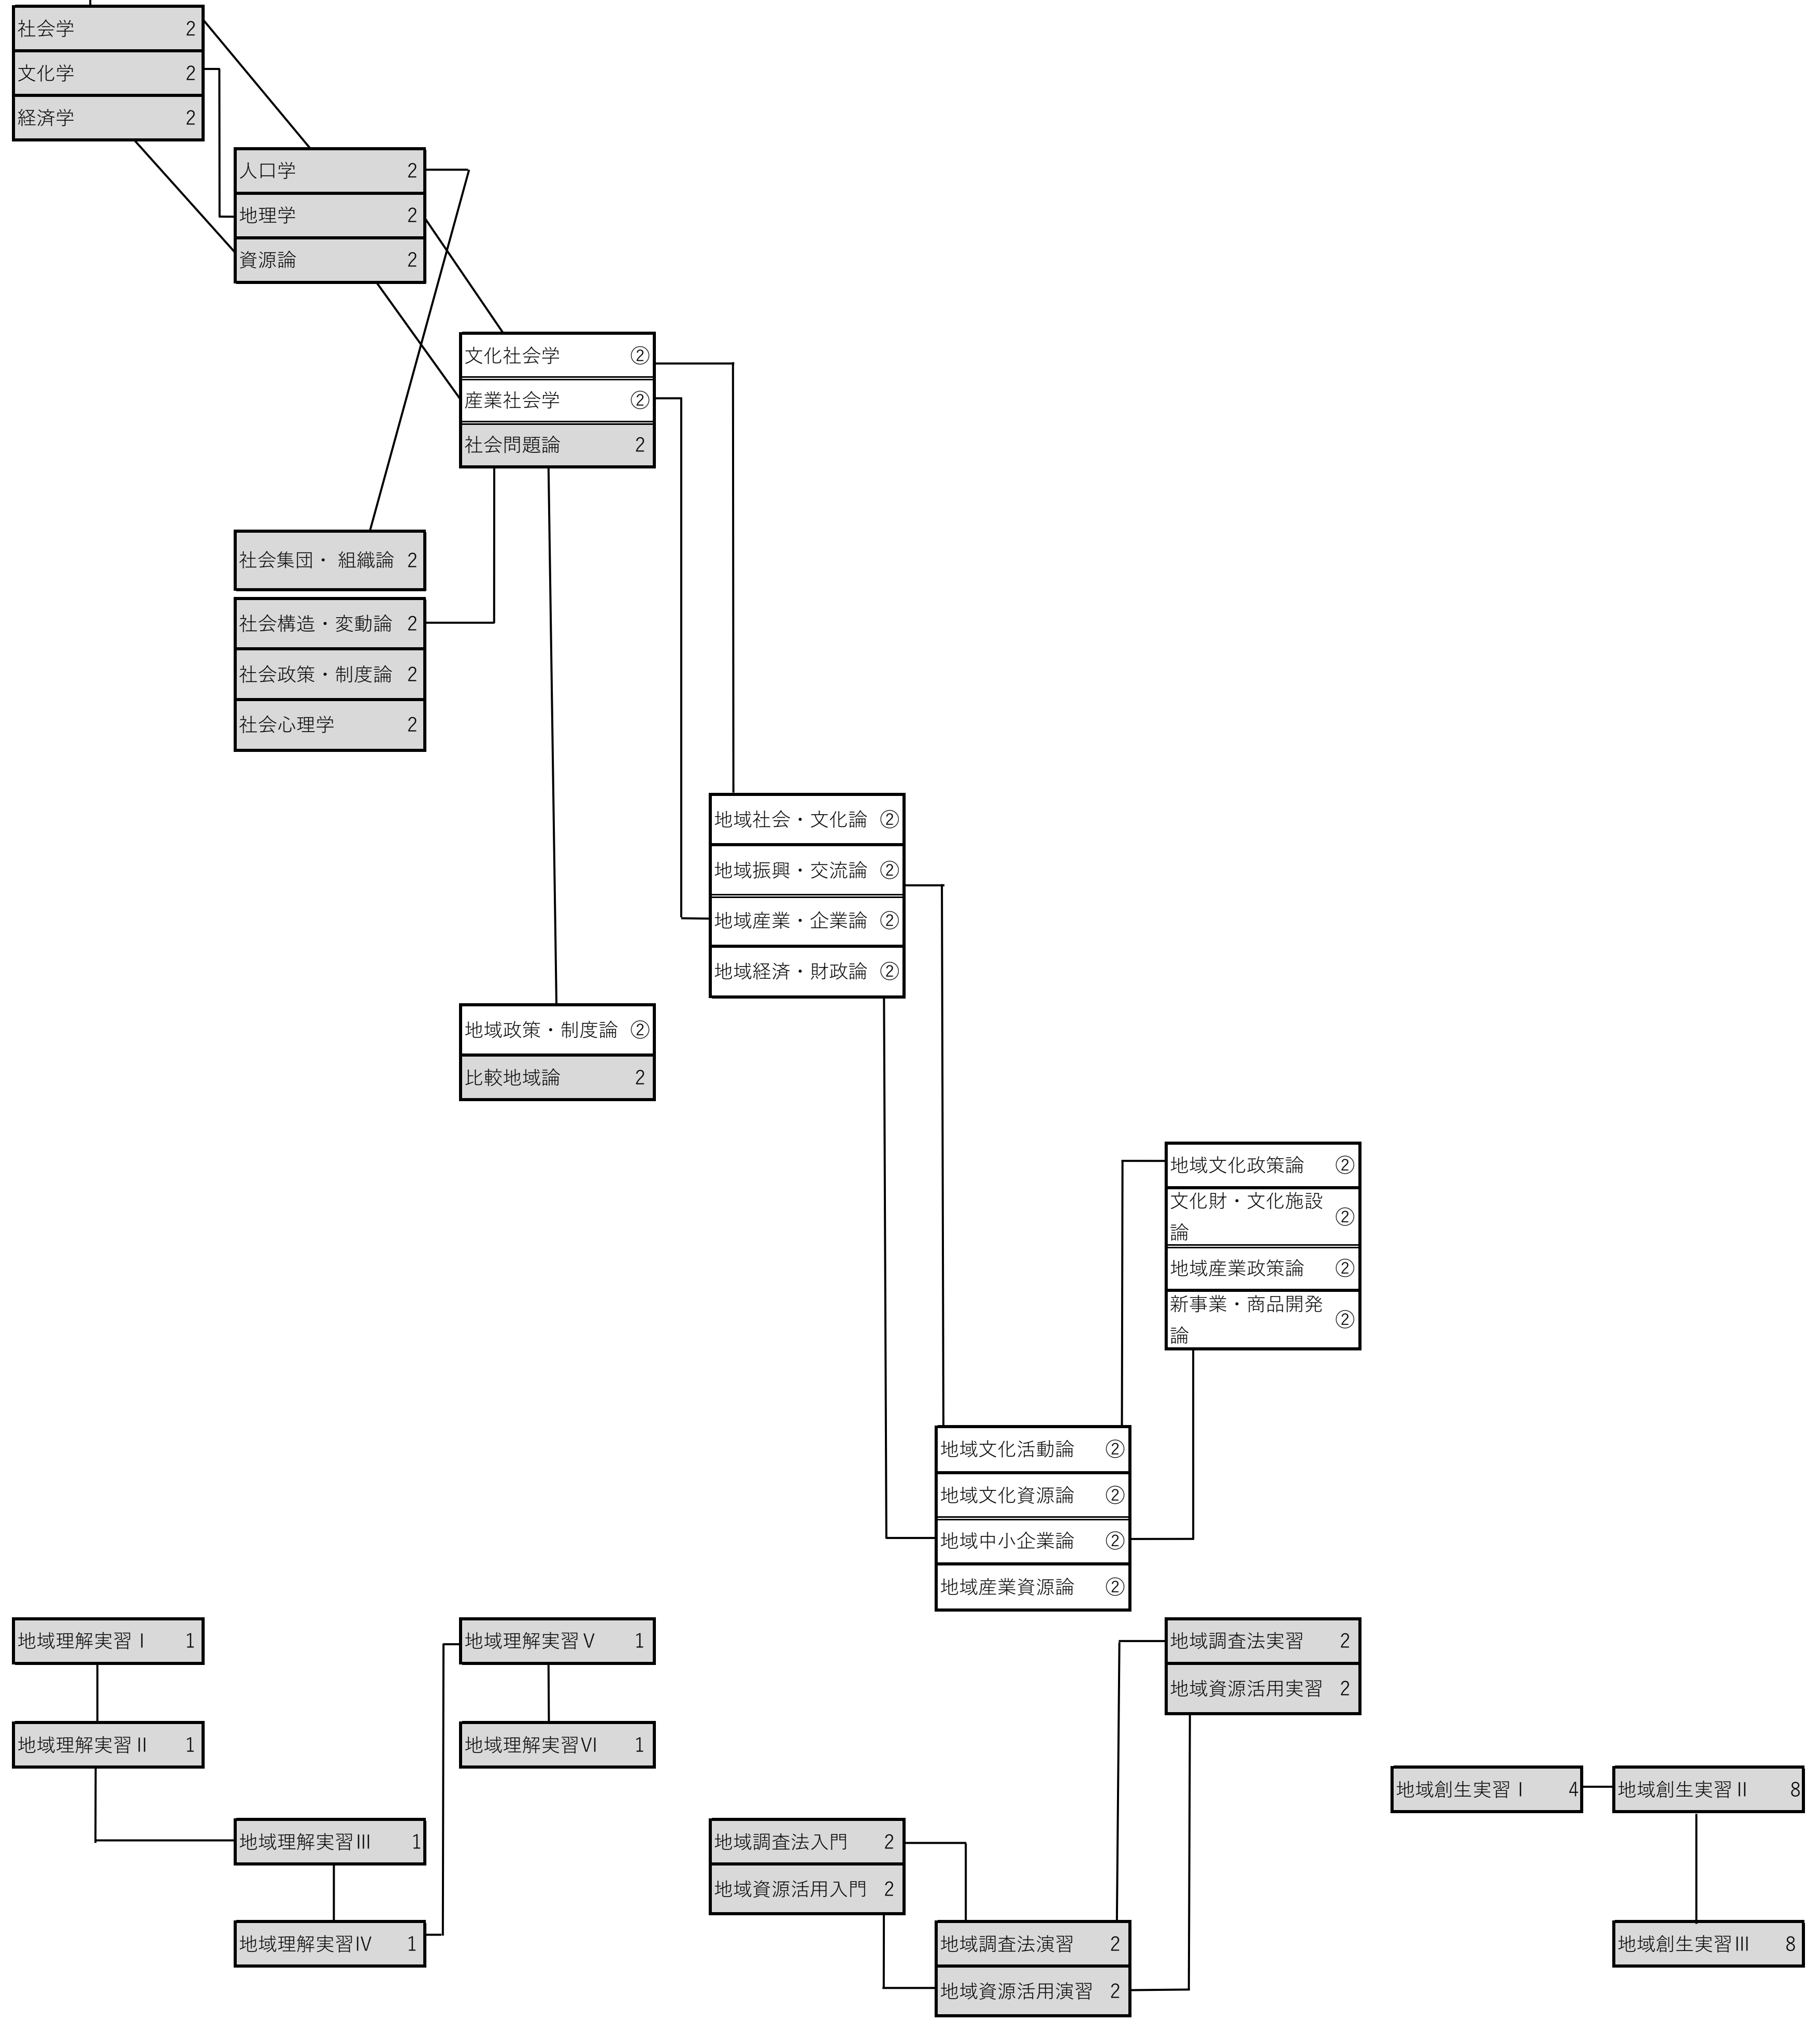 社会学 2
文化学 2
経済学 2
人口学 2
地理学 2
資源論 2
文化社会学 ②
産業社会学 ②
社会問題論 2
社会集団・ 組織論 2
社会構造・変動論 2
社会政策・制度論 2
社会心理学 2
地域社会・文化論 ②
地域振興・交流論 ②
地域産業・企業論 ②
地域経済・財政論 ②
地域政策・制度論 ②
比較地域論 2
地域文化政策論 ②
文化財・文化施設
論 ②
地域産業政策論 ②
新事業・商品開発
論 ②
地域文化活動論 ②
地域文化資源論 ②
地域中小企業論 ②
地域産業資源論 ②
地域理解実習Ⅰ 1
地域理解実習Ⅱ 1
地域理解実習Ⅲ 1
地域理解実習Ⅳ 1
地域理解実習Ⅴ 1
地域理解実習Ⅵ 1
地域調査法入門 2
地域資源活用入門 2
地域調査法演習 2
地域資源活用演習 2
地域調査法実習 2
地域資源活用実習 2
地域創生実習Ⅰ 4
地域創生実習Ⅱ 8
地域創生実習Ⅲ 8